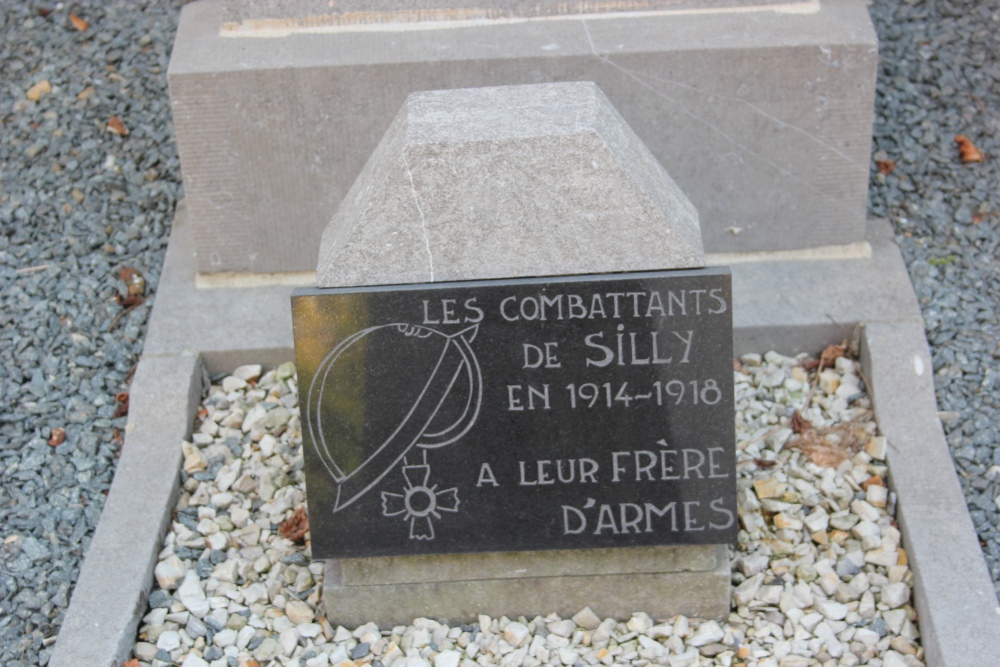 LES COMBATTANTS
DE SILLY
EN 1914-1918
A LEUR FRÈRE
D'ARMES